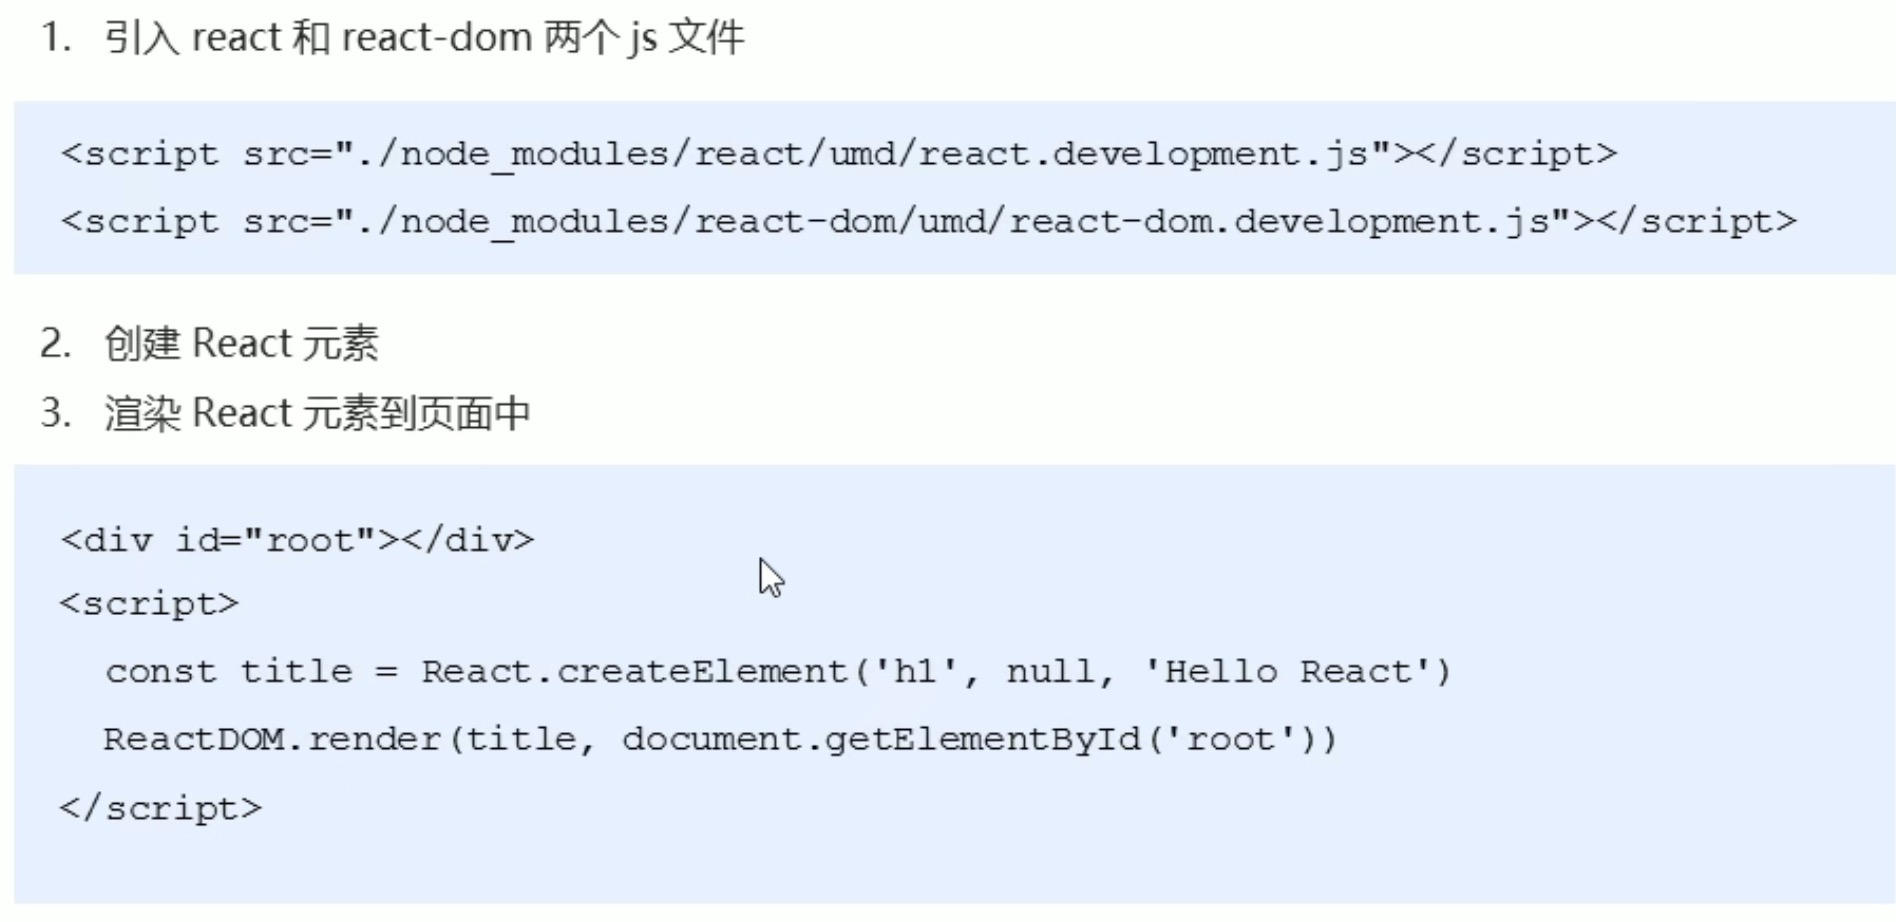 1. 引入 react 和 react-dom 两个 js 文件
<script src="./node_modules/react/umd/react.development.js"></script>
<script src="./node_modules/react-dom/umd/react-dom.development.js"></script>
2. 创建 React 元素
3. 渲染 React 元素到页面中
<div id="root"></div>
<script>
const title = React.createElement('h1', null, 'Hello React')
ReactDOM.render(title, document.getElementById('root'))
</script>